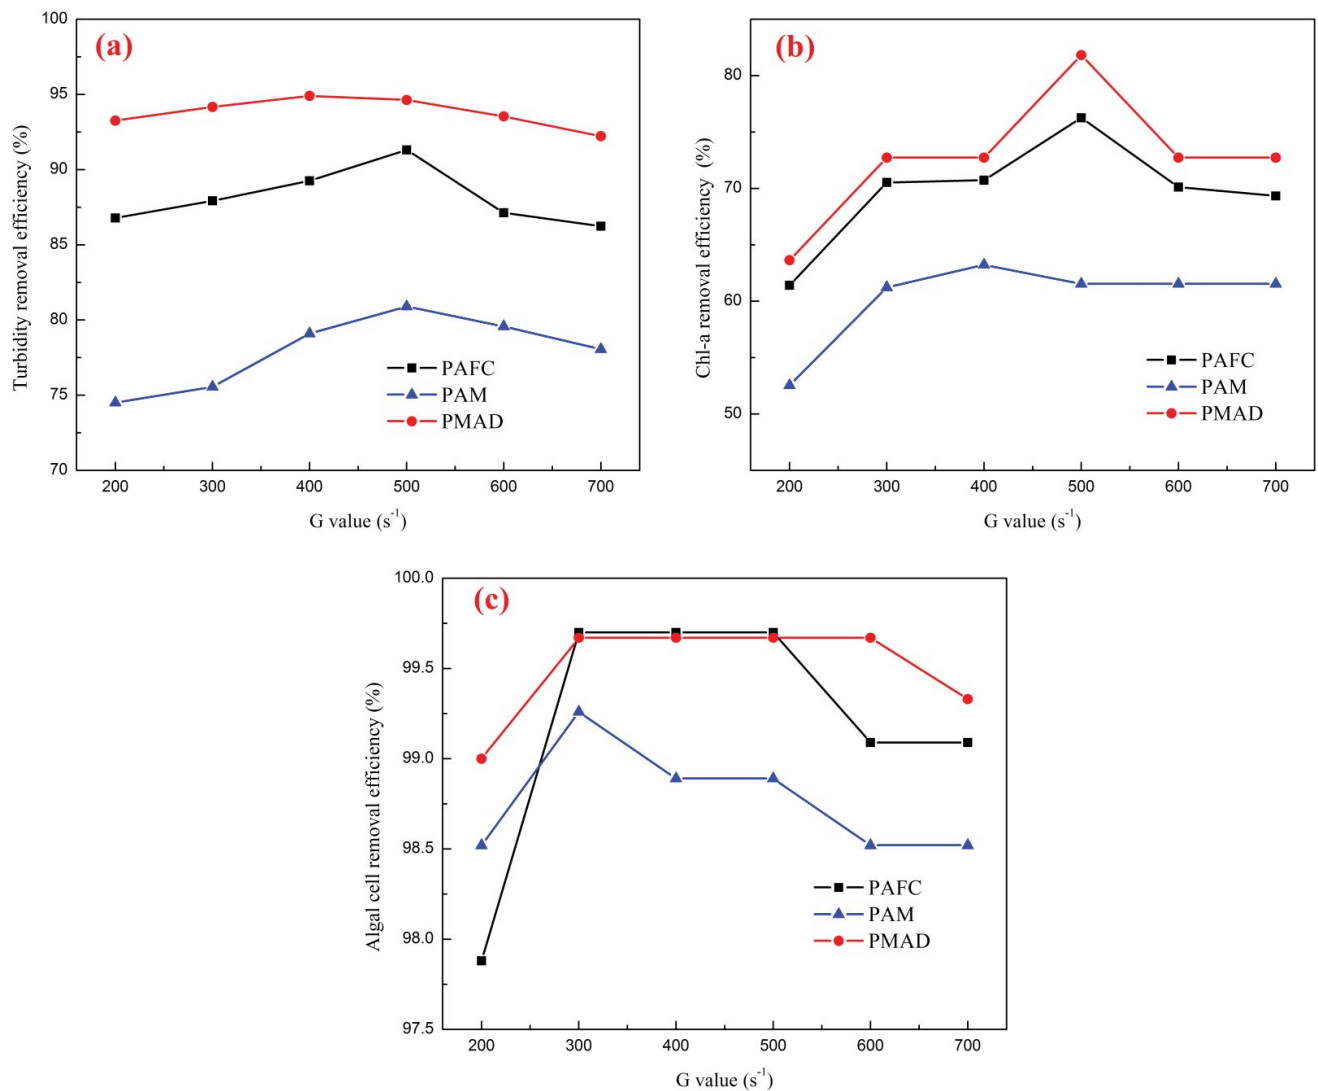 (a)
Turbidity removal efficiency (%)
100
95
90
85
80
75
70
PAFC
PAM
PMAD
200 300 400 500 600 700
G value (s⁻¹)
(b)
Chl-a removal efficiency (%)
80
70
60
50
PAFC
PAM
PMAD
200 300 400 500 600 700
G value (s⁻¹)
(c)
Algal cell removal efficiency (%)
100.0
99.5
99.0
98.5
98.0
97.5
PAFC
PAM
PMAD
200 300 400 500 600 700
G value (s⁻¹)